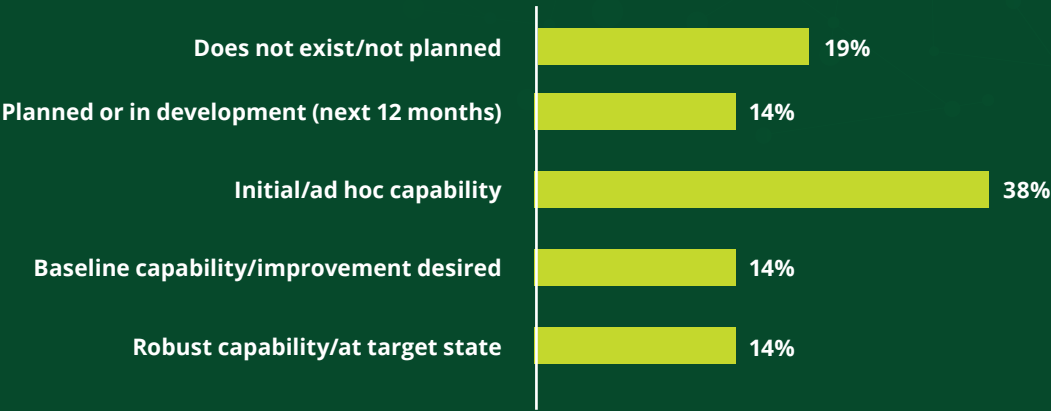 Does not exist/not planned 19%
Planned or in development (next 12 months) 14%
Initial/ad hoc capability 38%
Baseline capability/improvement desired 14%
Robust capability/at target state 14%